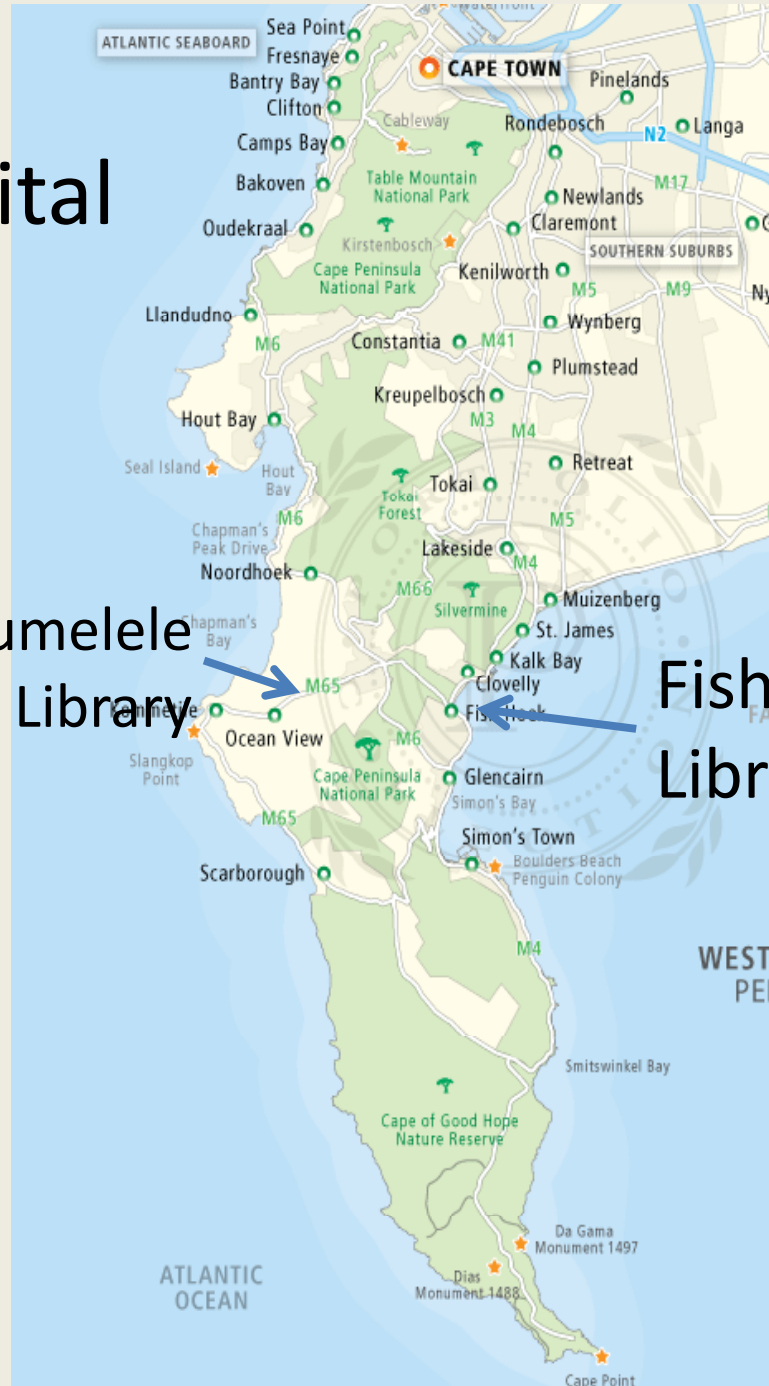 Sea Point
ATLANTIC SEABOARD
Fresnaye
CAPE TOWN
Bantry Bay
Pinelands
Clifton
Cableway
Rondebosch
N2
Langa
Camps Bay
ital
Bakoven
Table Mountain
National Park
M17
Newlands
Oudekraal
Claremont
Kirstenbosch
SOUTHERN SUBURBS
Cape Peninsula
National Park
Kenilworth
M5
M9
Ny
Llandudno
Wynberg
M6
Constantia
M41
Plumstead
Kreupelbosch
M3
M4
Hout Bay
Seal Island
Hout
Bay
Retreat
Tokai
Tokai
Forest
M6
M5
Chapman's
Peak Drive
Lakeside
M4
Noordhoek
M66
Silvermine
Muizenberg
umelele
Chapman's
Bay
St. James
Kalk Bay
M65
Clovelly
Fish
Library
Kommetjie
Fish Hoek
FA
Ocean View
M6
Slangkop
Point
Cape Peninsula
National Park
Glencairn
Libr
Simon's Bay
M65
Simon's Town
Scarborough
Boulders Beach
Penguin Colony
M4
WEST
PE
Smitswinkel Bay
Cape of Good Hope
Nature Reserve
Da Gama
Monument 1497
ATLANTIC
OCEAN
Dias
Monument 1488
Cape Point